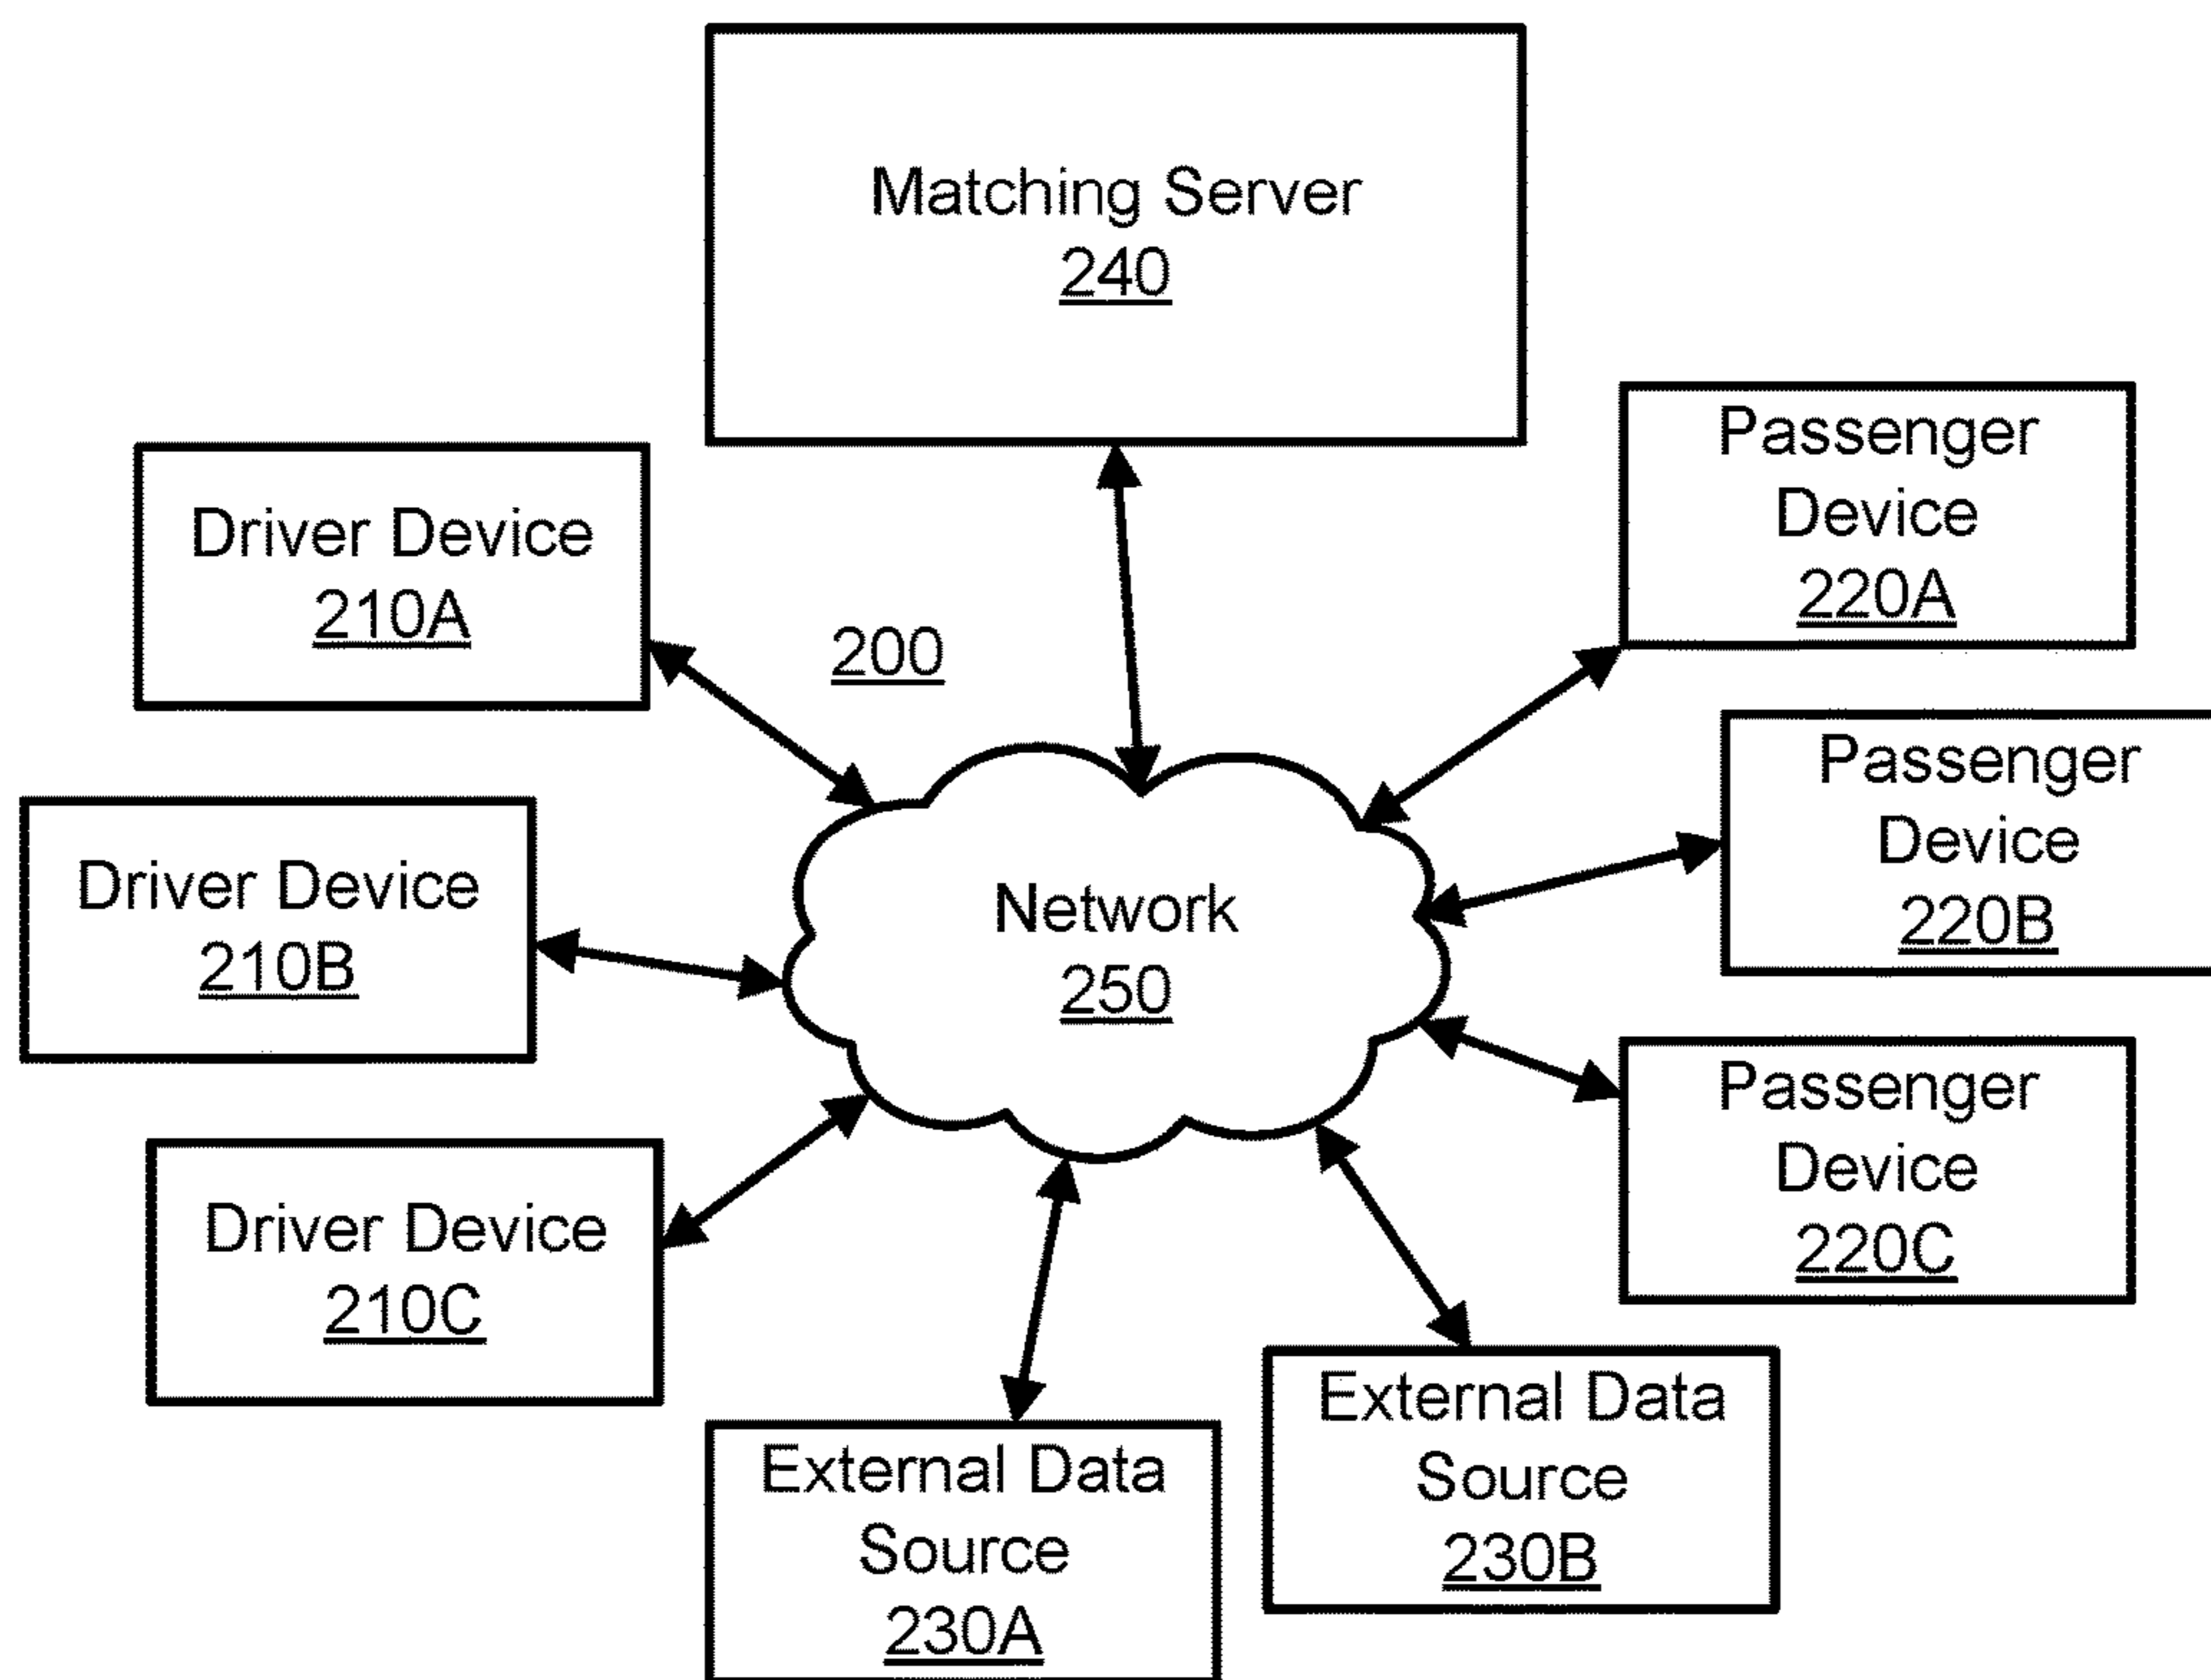 Matching Server
240
Driver Device
210A
200
Passenger
Device
220A
Driver Device
210B
Network
250
Passenger
Device
220B
Driver Device
210C
Passenger
Device
220C
External Data
Source
230A
External Data
Source
230B